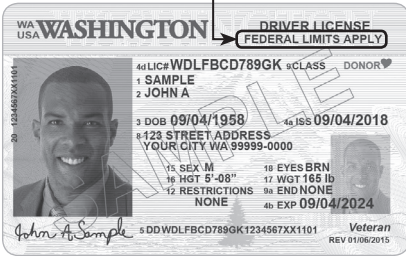 WA USA WASHINGTON
DRIVER LICENSE
FEDERAL LIMITS APPLY
4d LIC# WDLFBCD789GK 9 CLASS DONOR
1 SAMPLE
2 JOHN A
3 DOB 09/04/1958 4a ISS 09/04/2018
8 123 STREET ADDRESS
YOUR CITY WA 99999-0000
15 SEX M 18 EYES BRN
16 HGT 5'-08" 17 WGT 165 lb
12 RESTRICTIONS 9a END NONE
NONE 4b EXP 09/04/2024
20 1234567XX1101
SAMPLE
John A Sample
5 DD WDLFBCD789GK1234567XX1101
Veteran
REV 01/06/2015